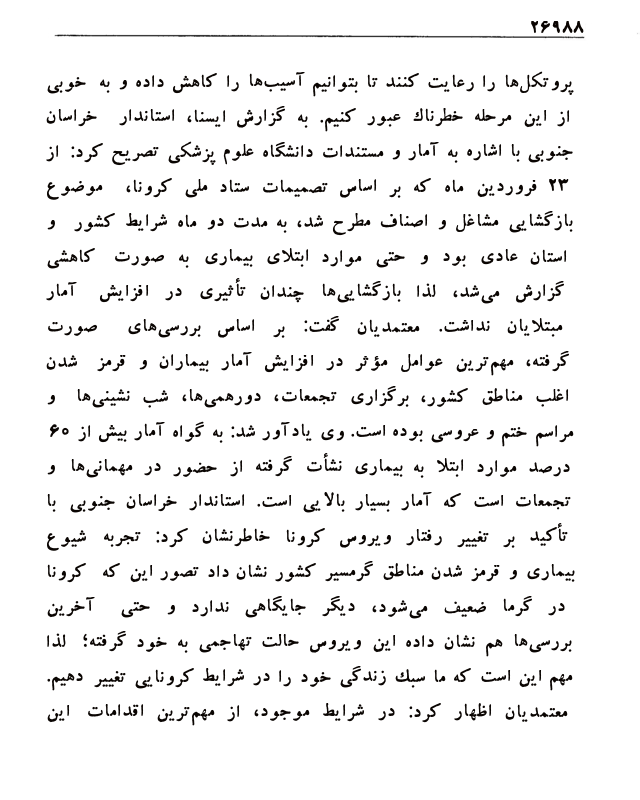 ۲۶۹۸۸
پروتکل‌ها را رعایت کنند تا بتوانیم آسیب‌ها را کاهش داده و به خوبی
از این مرحله خطرناك عبور کنیم. به گزارش ایسنا، استاندار خراسان
جنوبی با اشاره به آمار و مستندات دانشگاه علوم پزشکی تصریح کرد: از
۲۳ فروردین ماه که بر اساس تصمیمات ستاد ملی کرونا، موضوع
بازگشایی مشاغل و اصناف مطرح شد، به مدت دو ماه شرایط کشور و
استان عادی بود و حتی موارد ابتلای بیماری به صورت کاهشی
گزارش می‌شد، لذا بازگشایی‌ها چندان تأثیری در افزایش آمار
مبتلایان نداشت. معتمدیان گفت: بر اساس بررسی‌های صورت
گرفته، مهم‌ترین عوامل مؤثر در افزایش آمار بیماران و قرمز شدن
اغلب مناطق کشور، برگزاری تجمعات، دورهمی‌ها، شب نشینی‌ها و
مراسم ختم و عروسی بوده است. وی یادآور شد: به گواه آمار بیش از ۶۰
درصد موارد ابتلا به بیماری نشأت گرفته از حضور در مهمانی‌ها و
تجمعات است که آمار بسیار بالایی است. استاندار خراسان جنوبی با
تأکید بر تغییر رفتار ویروس کرونا خاطرنشان کرد: تجربه شیوع
بیماری و قرمز شدن مناطق گرمسیر کشور نشان داد تصور این که کرونا
در گرما ضعیف می‌شود، دیگر جایگاهی ندارد و حتی آخرین
بررسی‌ها هم نشان داده این ویروس حالت تهاجمی به خود گرفته؛ لذا
مهم این است که ما سبك زندگی خود را در شرایط کرونایی تغییر دهیم.
معتمدیان اظهار کرد: در شرایط موجود، از مهم‌ترین اقدامات این